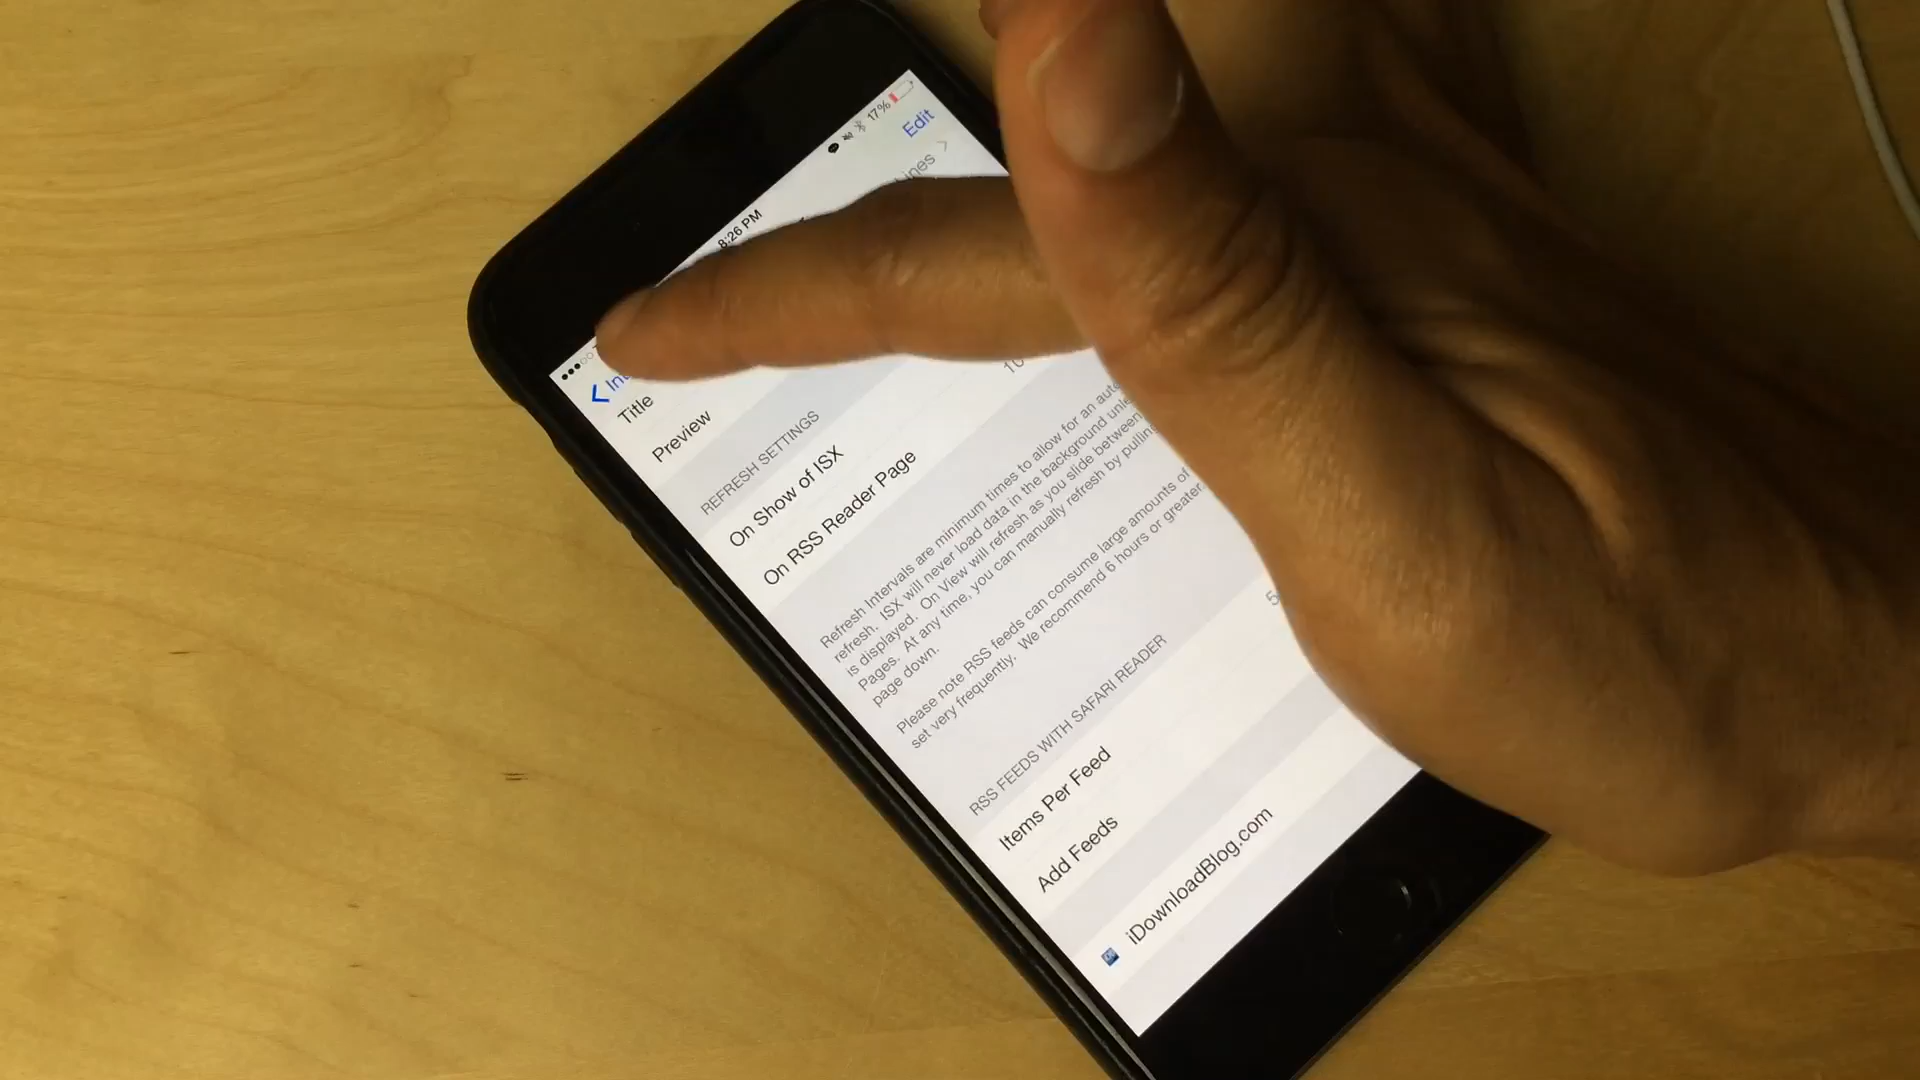 8:26 PM
17%
Edit
Title
Preview
REFRESH SETTINGS
On Show of ISX
On RSS Reader Page
Refresh Intervals are minimum times to allow for an
refresh. ISX will never load data in the background
is displayed. On View will refresh as you slide between
Pages. At any time, you can manually refresh by pulling
page down.
Please note RSS feeds can consume large amounts of
set very frequently. We recommend 6 hours or greater
RSS FEEDS WITH SAFARI READER
Items Per Feed
Add Feeds
iDownloadBlog.com